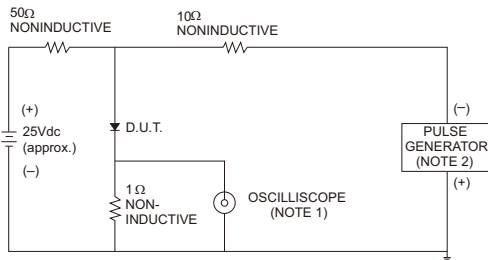 50Ω
NONINDUCTIVE
10Ω
NONINDUCTIVE
(+)
25Vdc
(approx.)
(–)
D.U.T.
1Ω
NON-
INDUCTIVE
OSCILLISCOPE
(NOTE 1)
(–)
PULSE
GENERATOR
(NOTE 2)
(+)